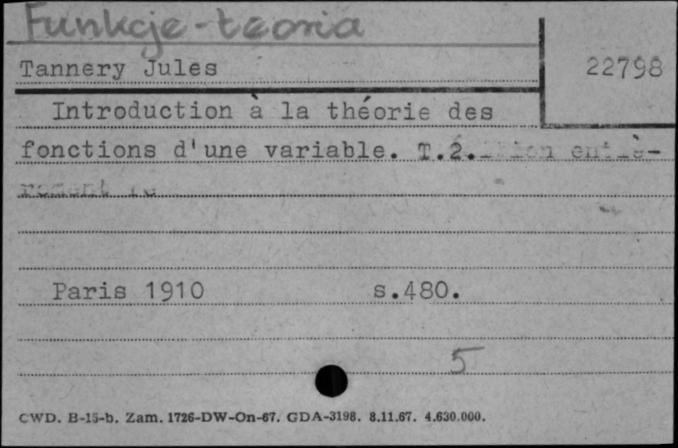 Funkcje - teoria
Tannery Jules 22798
Introduction à la théorie des
fonctions d'une variable. T.2.
Paris 1910 s.480.
5
CWD. B-15-b. Zam. 1726-DW-On-67. GDA-3198. 8.11.67. 4.630.000.